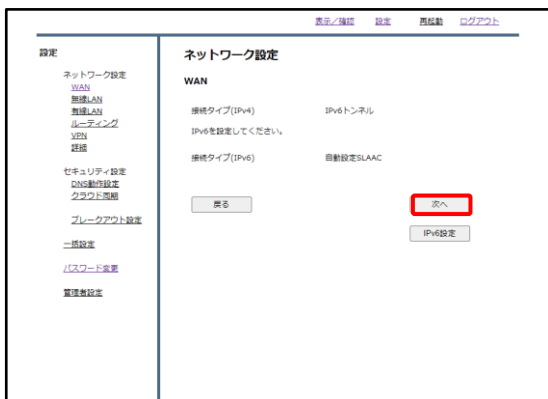 表示/確認 設定 再起動 ログアウト
設定
ネットワーク設定
WAN
無線LAN
有線LAN
ルーティング
VPN
詳細
セキュリティ設定
DNS動作設定
クラウド同期
ブレークアウト設定
一括設定
パスワード変更
管理者設定
ネットワーク設定
WAN
接続タイプ(IPv4) IPv6トンネル
IPv6を設定してください。
接続タイプ(IPv6) 自動設定SLAAC
戻る 次へ
IPv6設定